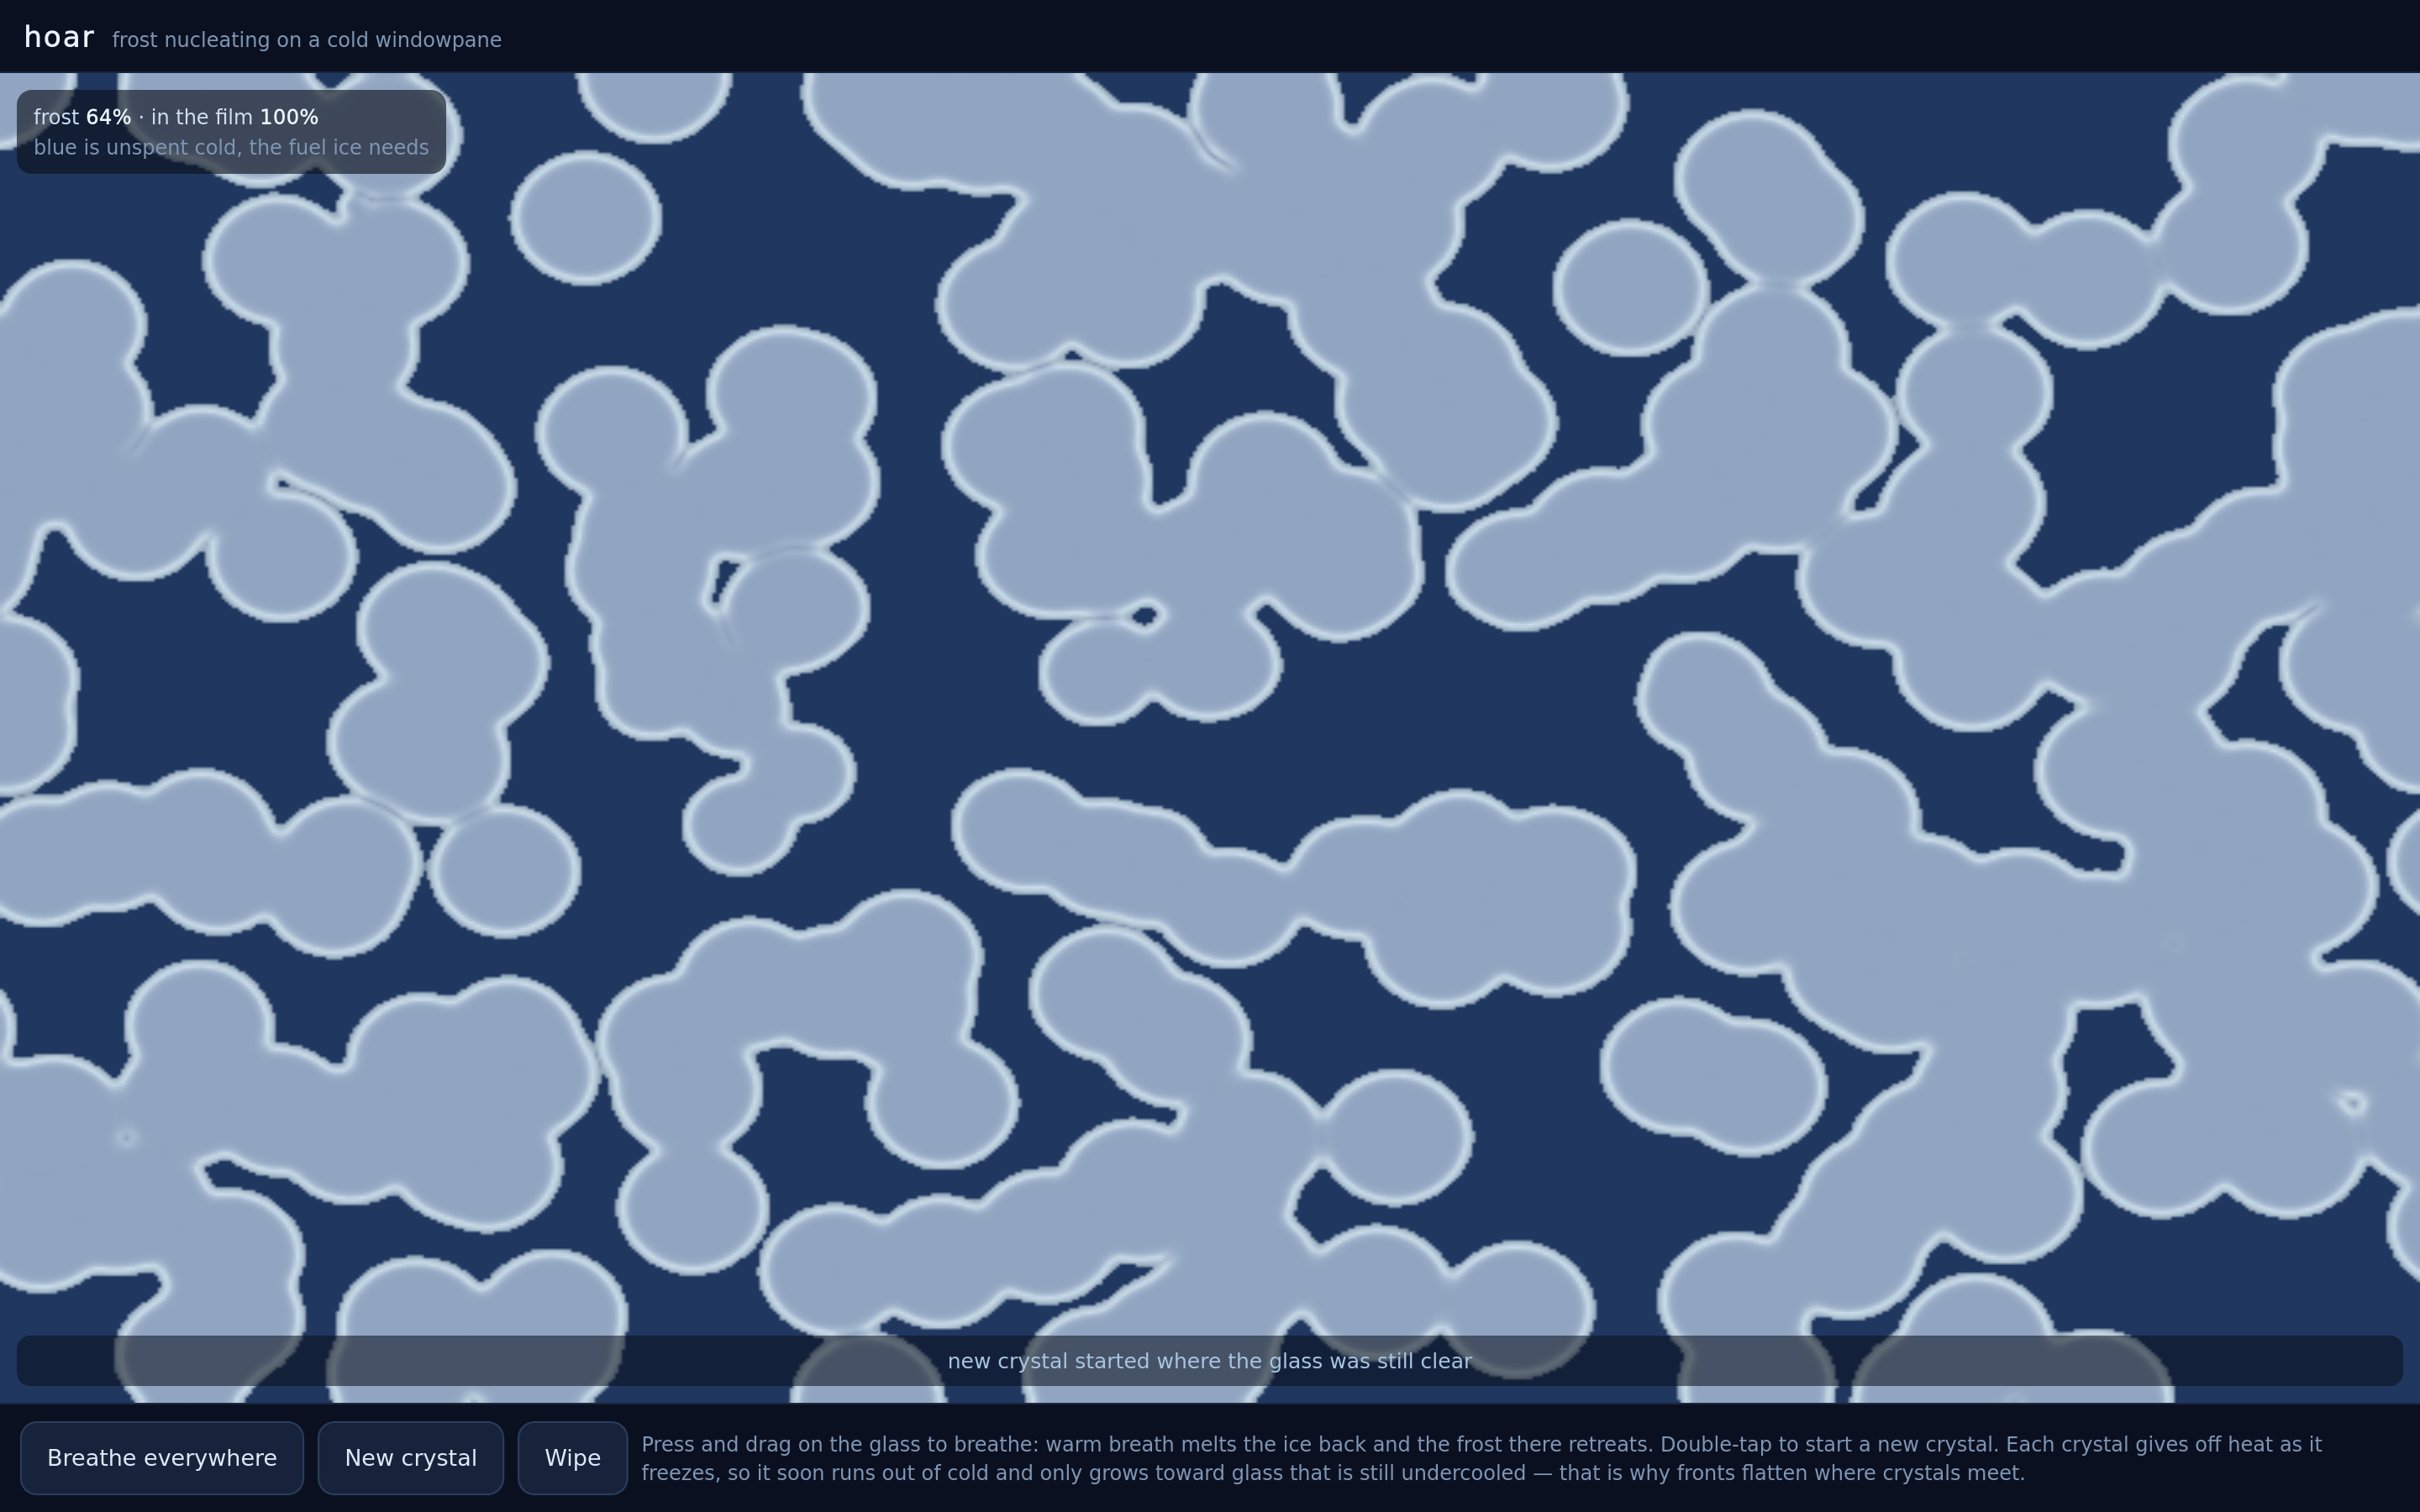 hoar frost nucleating on a cold windowpane
frost 64% · in the film 100%
blue is unspent cold, the fuel ice needs
new crystal started where the glass was still clear
Breathe everywhere
New crystal
Wipe
Press and drag on the glass to breathe: warm breath melts the ice back and the frost there retreats. Double-tap to start a new crystal. Each crystal gives off heat as it
freezes, so it soon runs out of cold and only grows toward glass that is still undercooled — that is why fronts flatten where crystals meet.